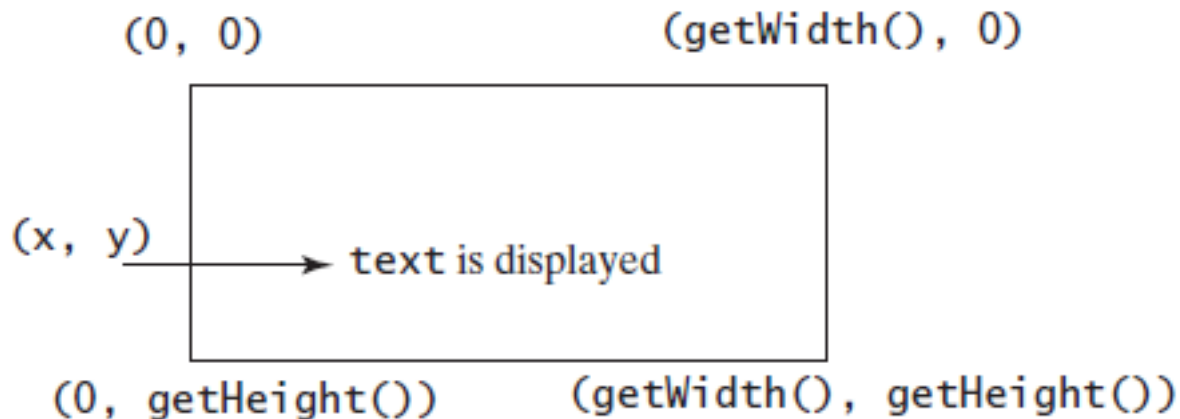 (0, 0)
(getWidth(), 0)
(x, y)
text is displayed
(0, getHeight())
(getWidth(), getHeight())